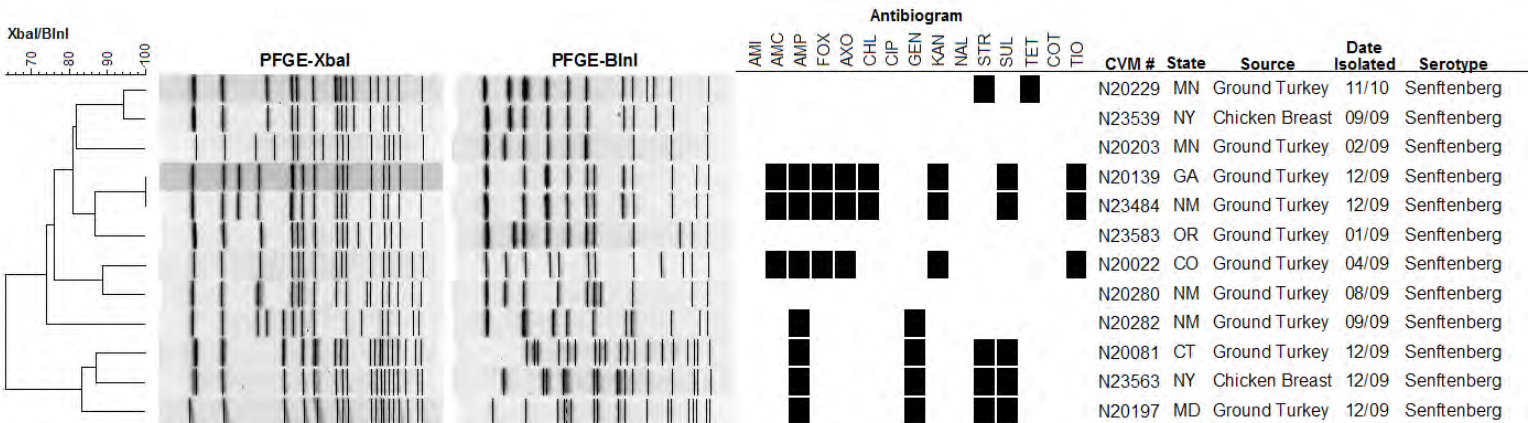 Antibiogram
XbaI/BlnI
70 80 90 100
PFGE-XbaI PFGE-BlnI AMI AMC AMP FOX AXO CHL CIP GEN KAN NAL STR SUL TET COT TIO CVM # State Source Date Isolated Serotype
N20229 MN Ground Turkey 11/10 Senftenberg
N23539 NY Chicken Breast 09/09 Senftenberg
N20203 MN Ground Turkey 02/09 Senftenberg
N20139 GA Ground Turkey 12/09 Senftenberg
N23484 NM Ground Turkey 12/09 Senftenberg
N23583 OR Ground Turkey 01/09 Senftenberg
N20022 CO Ground Turkey 04/09 Senftenberg
N20280 NM Ground Turkey 08/09 Senftenberg
N20282 NM Ground Turkey 09/09 Senftenberg
N20081 CT Ground Turkey 12/09 Senftenberg
N23563 NY Chicken Breast 12/09 Senftenberg
N20197 MD Ground Turkey 12/09 Senftenberg